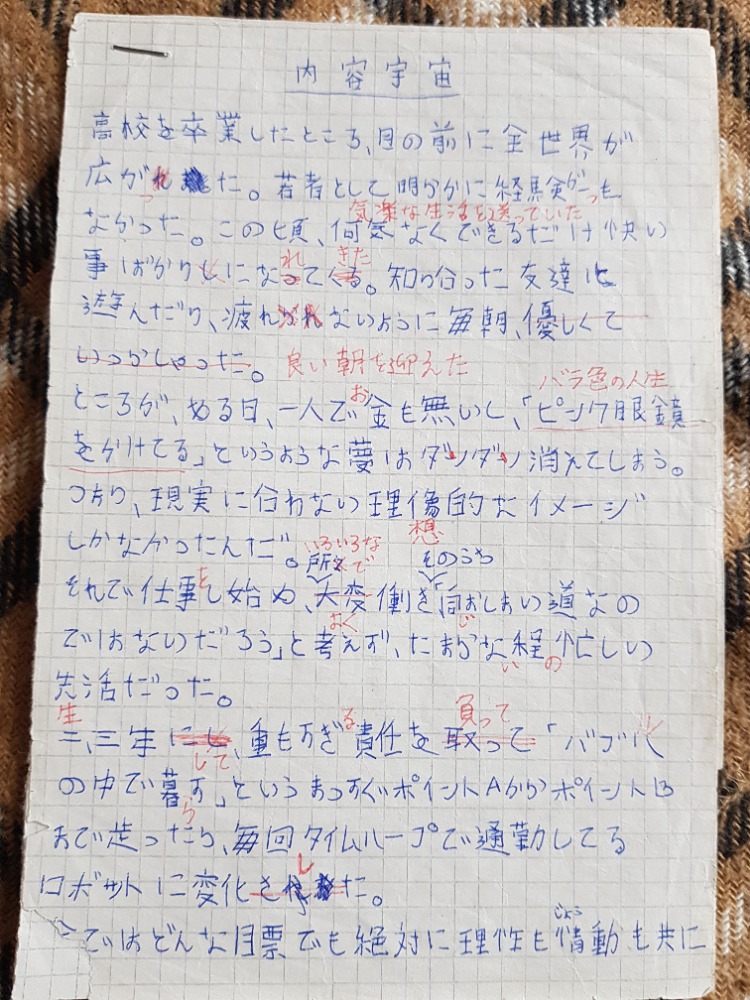 内容宇宙
高校を卒業したところ、目の前に全世界が
広がった。若者として明らかに経験が一つも
気楽な生活を送っていた
なかった。この頃、何気なくできるだけ快い
れ きた
事ばかりになってくる。知り合った友達と
遊んだり、疲れないように毎朝、優しくて
いっかしゃった。良い朝を迎えた
バラ色の人生
ところが、ある日、一人でお金も無いし、「ピンク眼鏡
をかけてる」というような夢はダンダン消えてしまう。
つまり、現実に合わない理像的なイメージ
想
しかなかったんだ。
いろいろな所で そのうち
それで仕事をし始め、大変働き「面おしまい道なの
なく じ
ではないだろう」と考えず、たまらな程忙しい
い の
先活だった。
生
二、三年にし、重もすぎる責任を取って「バブル
して 負って
の中で暮す」というまっすぐポイントAからポイントB
ら
まで走ったら、毎回タイムループで通勤してる
ロボットに変化した。
今ではどんな目票でも絶対に理性も情動も共に
じょう